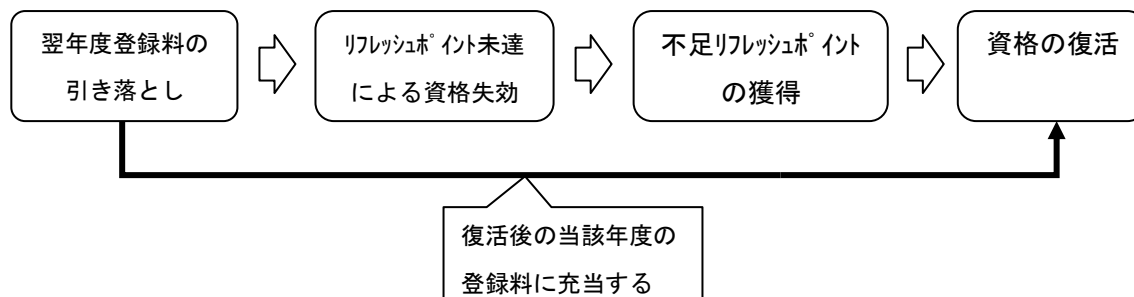 翌年度登録料の
引き落とし
ﾘﾌﾚｯｼｭﾎﾟｲﾝﾄ未達
による資格失効
不足ﾘﾌﾚｯｼｭﾎﾟｲﾝﾄ
の獲得
資格の復活
復活後の当該年度の
登録料に充当する